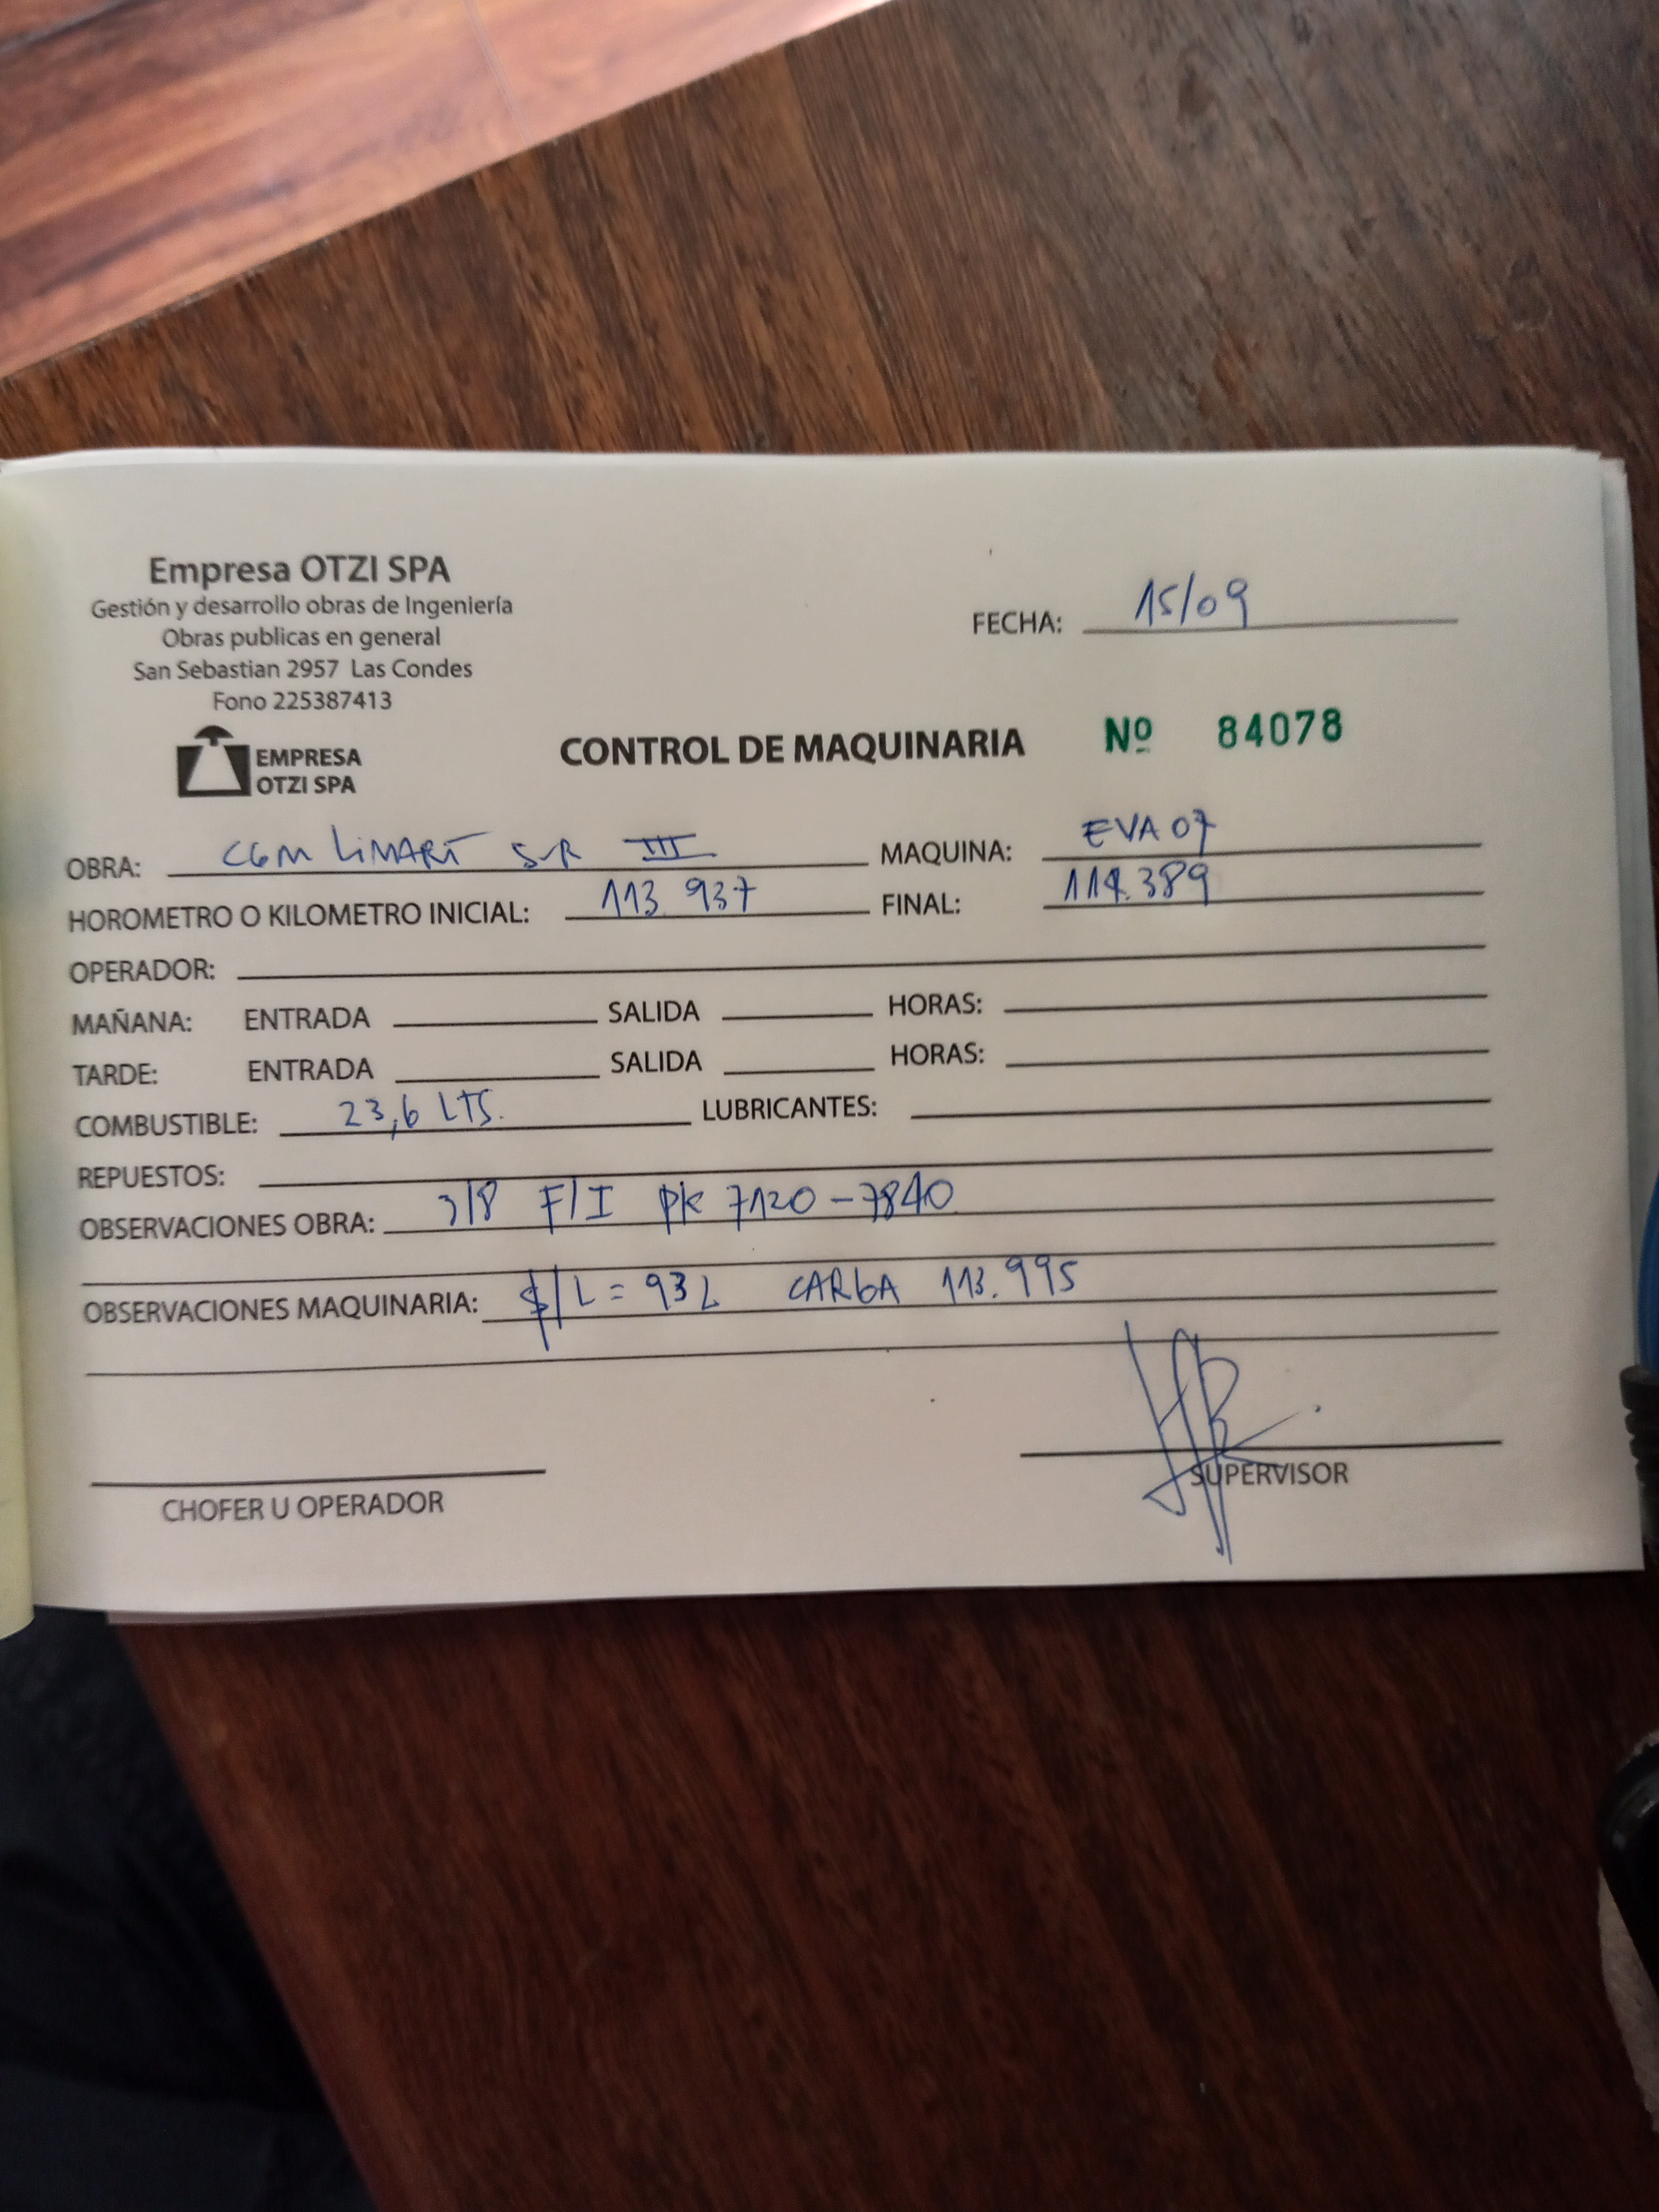 Empresa OTZI SPA
Gestión y desarrollo obras de Ingeniería
Obras publicas en general
San Sebastian 2957 Las Condes
Fono 225387413
EMPRESA
OTZI SPA
FECHA: 15/09
CONTROL DE MAQUINARIA Nº 84078
OBRA: CGM LiMARI SUR III MAQUINA: EVA 07
HOROMETRO O KILOMETRO INICIAL: 113.937 FINAL: 114.389
OPERADOR:
MAÑANA: ENTRADA SALIDA HORAS:
TARDE: ENTRADA SALIDA HORAS:
COMBUSTIBLE: 23,6 LTS. LUBRICANTES:
REPUESTOS:
OBSERVACIONES OBRA: 3/8 F/I PK 7120-7840
OBSERVACIONES MAQUINARIA: $/L = 932 CARGA 113.995
CHOFER U OPERADOR
SUPERVISOR